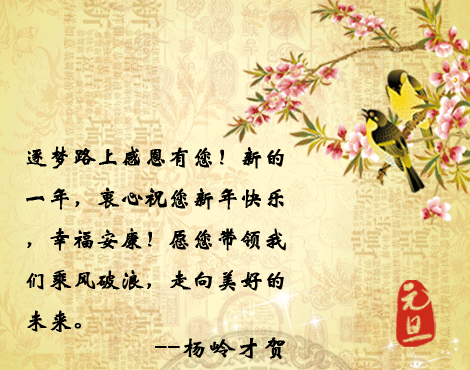 逐梦路上感恩有您！新的
一年，衷心祝您新年快乐
，幸福安康！愿您带领我
们乘风破浪，走向美好的
未来。
--杨岭才贺
元旦